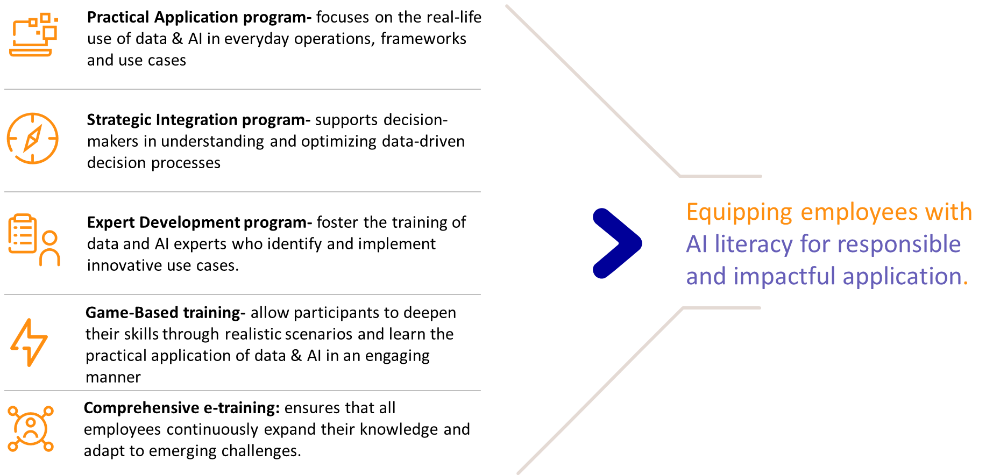 Practical Application program- focuses on the real-life
use of data & AI in everyday operations, frameworks
and use cases
Strategic Integration program- supports decision-
makers in understanding and optimizing data-driven
decision processes
Expert Development program- foster the training of
data and AI experts who identify and implement
innovative use cases.
Game-Based training- allow participants to deepen
their skills through realistic scenarios and learn the
practical application of data & AI in an engaging
manner
Comprehensive e-training: ensures that all
employees continuously expand their knowledge and
adapt to emerging challenges.
Equipping employees with
AI literacy for responsible
and impactful application.